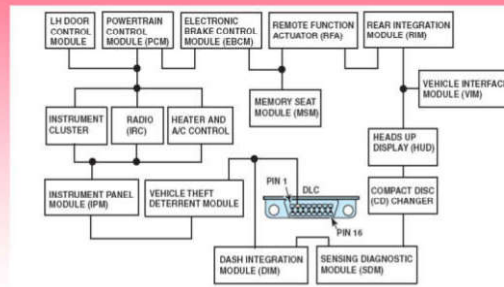 LH DOOR
CONTROL
MODULE
POWERTRAIN
CONTROL
MODULE (PCM)
ELECTRONIC
BRAKE CONTROL
MODULE (EBCM)
REMOTE FUNCTION
ACTUATOR (RFA)
REAR INTEGRATION
MODULE (RIM)
VEHICLE INTERFACE
MODULE (VIM)
MEMORY SEAT
MODULE (MSM)
INSTRUMENT
CLUSTER
RADIO
(IRC)
HEATER AND
A/C CONTROL
HEADS UP
DISPLAY (HUD)
INSTRUMENT PANEL
MODULE (IPM)
VEHICLE THEFT
DETERRENT MODULE
DLC
PIN 1
PIN 16
COMPACT DISC
(CD) CHANGER
DASH INTEGRATION
MODULE (DIM)
SENSING DIAGNOSTIC
MODULE (SDM)